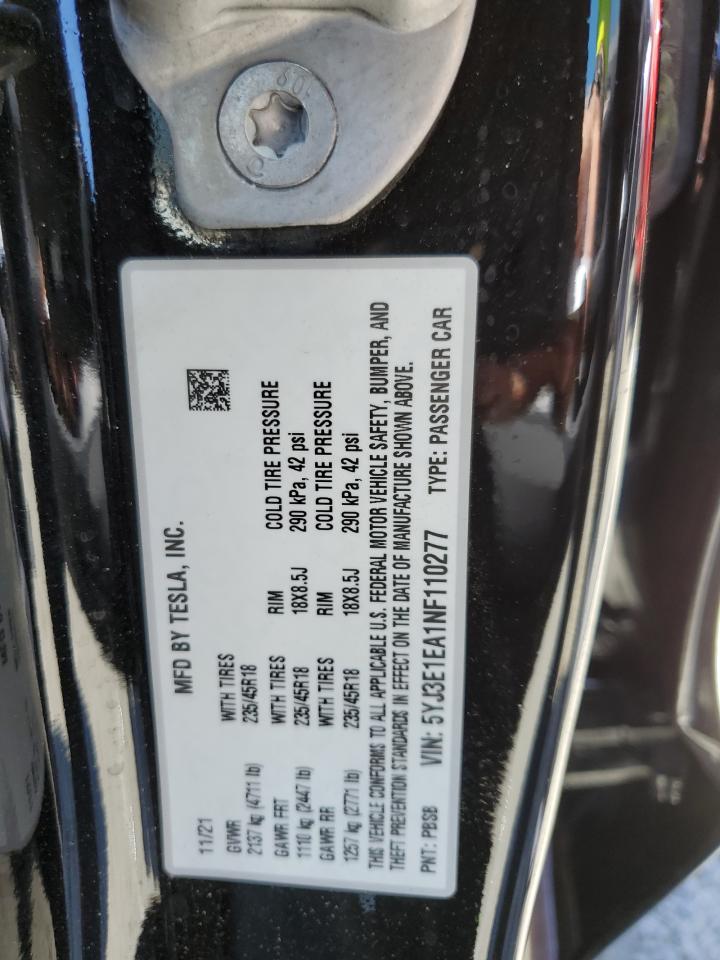 60.
MFD BY TESLA, INC.
11/21
GVWR WITH TIRES
2137 kg (4711 lb) 235/45R18
GAWR FRT WITH TIRES RIM COLD TIRE PRESSURE
1110 kg (2447 lb) 235/45R18 18X8.5J 290 kPa, 42 psi
GAWR RR WITH TIRES RIM COLD TIRE PRESSURE
1257 kg (2771 lb) 235/45R18 18X8.5J 290 kPa, 42 psi
THIS VEHICLE CONFORMS TO ALL APPLICABLE U.S. FEDERAL MOTOR VEHICLE SAFETY, BUMPER, AND
THEFT PREVENTION STANDARDS IN EFFECT ON THE DATE OF MANUFACTURE SHOWN ABOVE.
PNT: PBSB VIN: 5YJ3E1EA1NF110277 TYPE: PASSENGER CAR